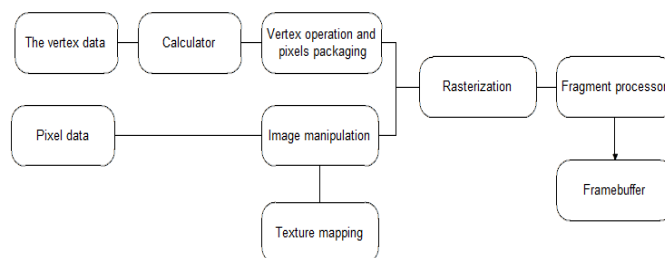 The vertex data
Calculator
Vertex operation and
pixels packaging
Rasterization
Fragment processor
Pixel data
Image manipulation
Framebuffer
Texture mapping